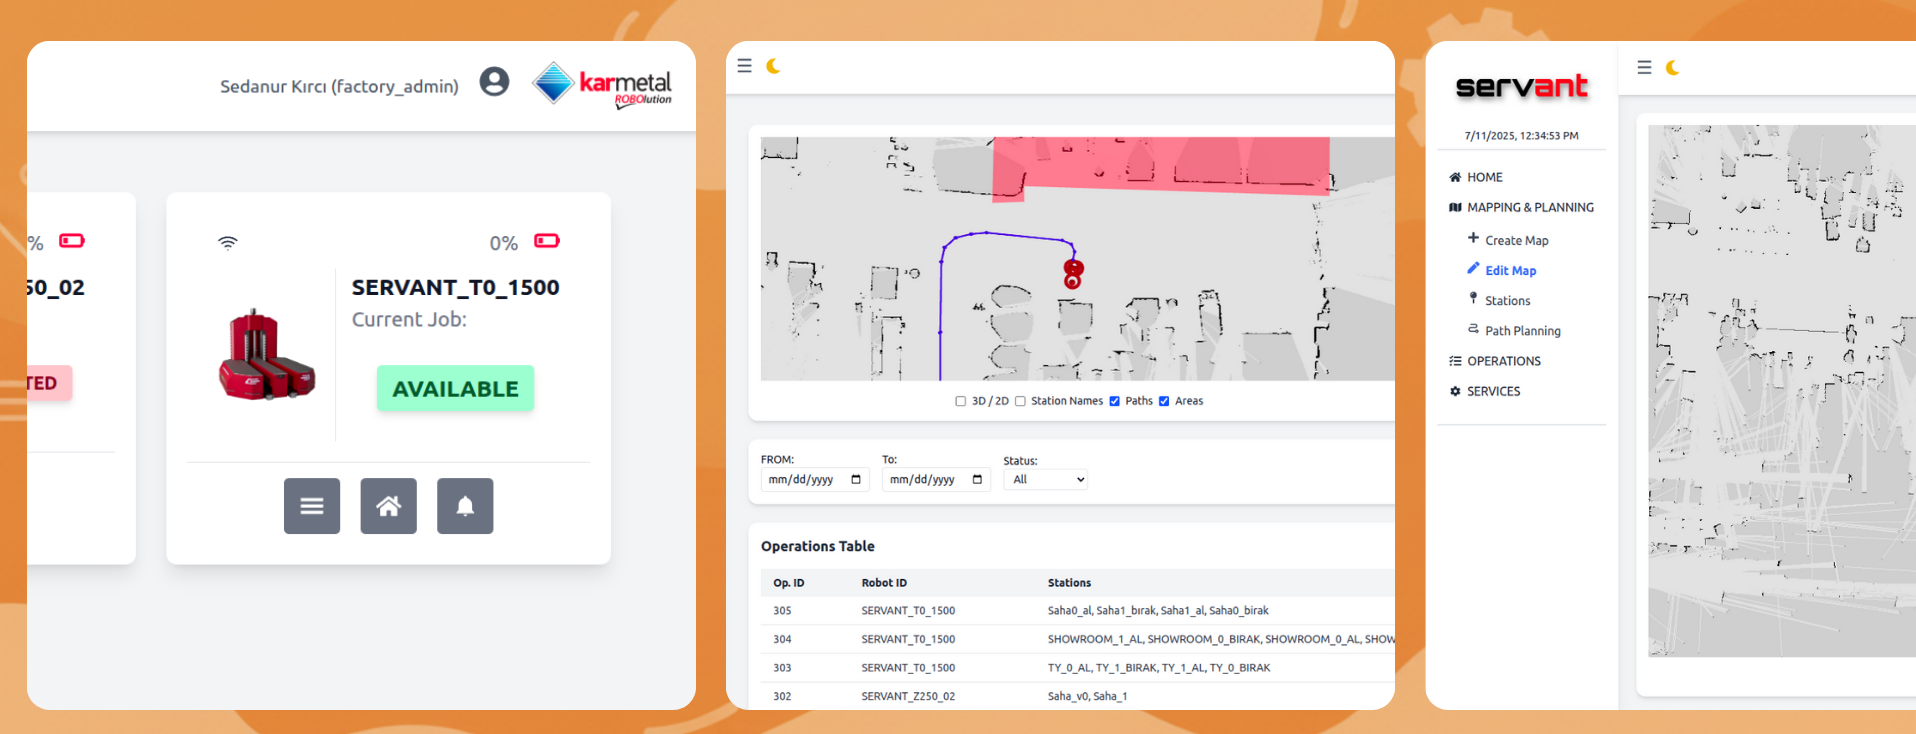 Sedanur Kırcı (factory_admin)
karmetal
ROBOlution
%
50_02
TED
0%
SERVANT_T0_1500
Current Job:
AVAILABLE
3D / 2D
Station Names
Paths
Areas
FROM:
To:
Status:
mm/dd/yyyy
mm/dd/yyyy
All
Operations Table
Op. ID Robot ID Stations
305 SERVANT_T0_1500 Saha0_al, Saha1_bırak, Saha1_al, Saha0_birak
304 SERVANT_T0_1500 SHOWROOM_1_AL, SHOWROOM_0_BIRAK, SHOWROOM_0_AL, SHOW
303 SERVANT_T0_1500 TY_0_AL, TY_1_BIRAK, TY_1_AL, TY_0_BIRAK
302 SERVANT_Z250_02 Saha_v0, Saha_1
servant
7/11/2025, 12:34:53 PM
HOME
MAPPING & PLANNING
Create Map
Edit Map
Stations
Path Planning
OPERATIONS
SERVICES